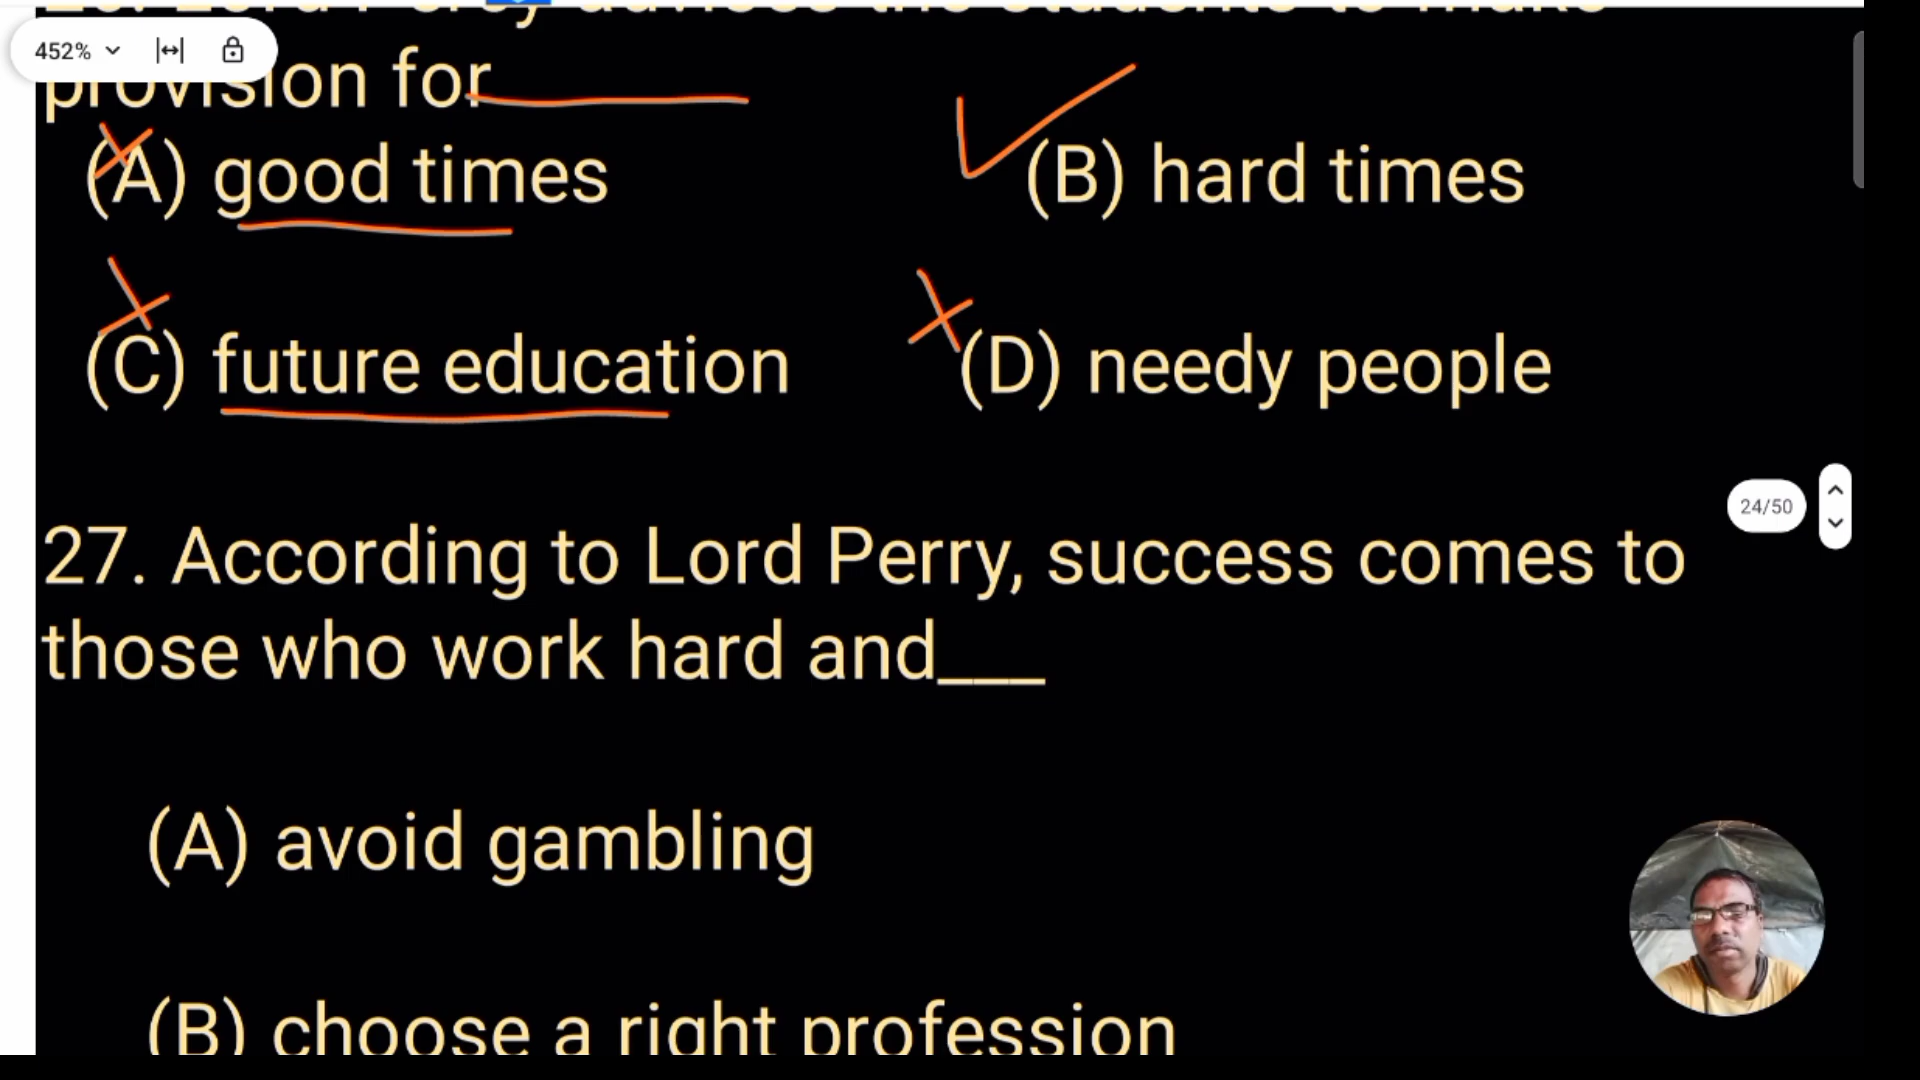 452%
provision for
(A) good times (B) hard times
(C) future education (D) needy people
24/50
27. According to Lord Perry, success comes to
those who work hard and___
(A) avoid gambling
(B) choose a right profession